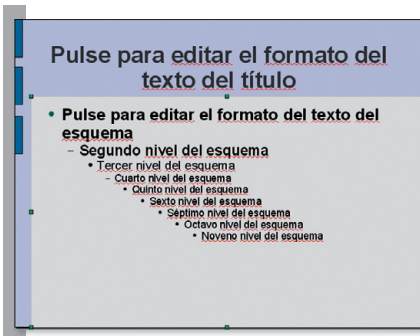 Pulse para editar el formato del
texto del título
• Pulse para editar el formato del texto del
esquema
– Segundo nivel del esquema
• Tercer nivel del esquema
– Cuarto nivel del esquema
• Quinto nivel del esquema
• Sexto nivel del esquema
• Séptimo nivel del esquema
• Octavo nivel del esquema
• Noveno nivel del esquema